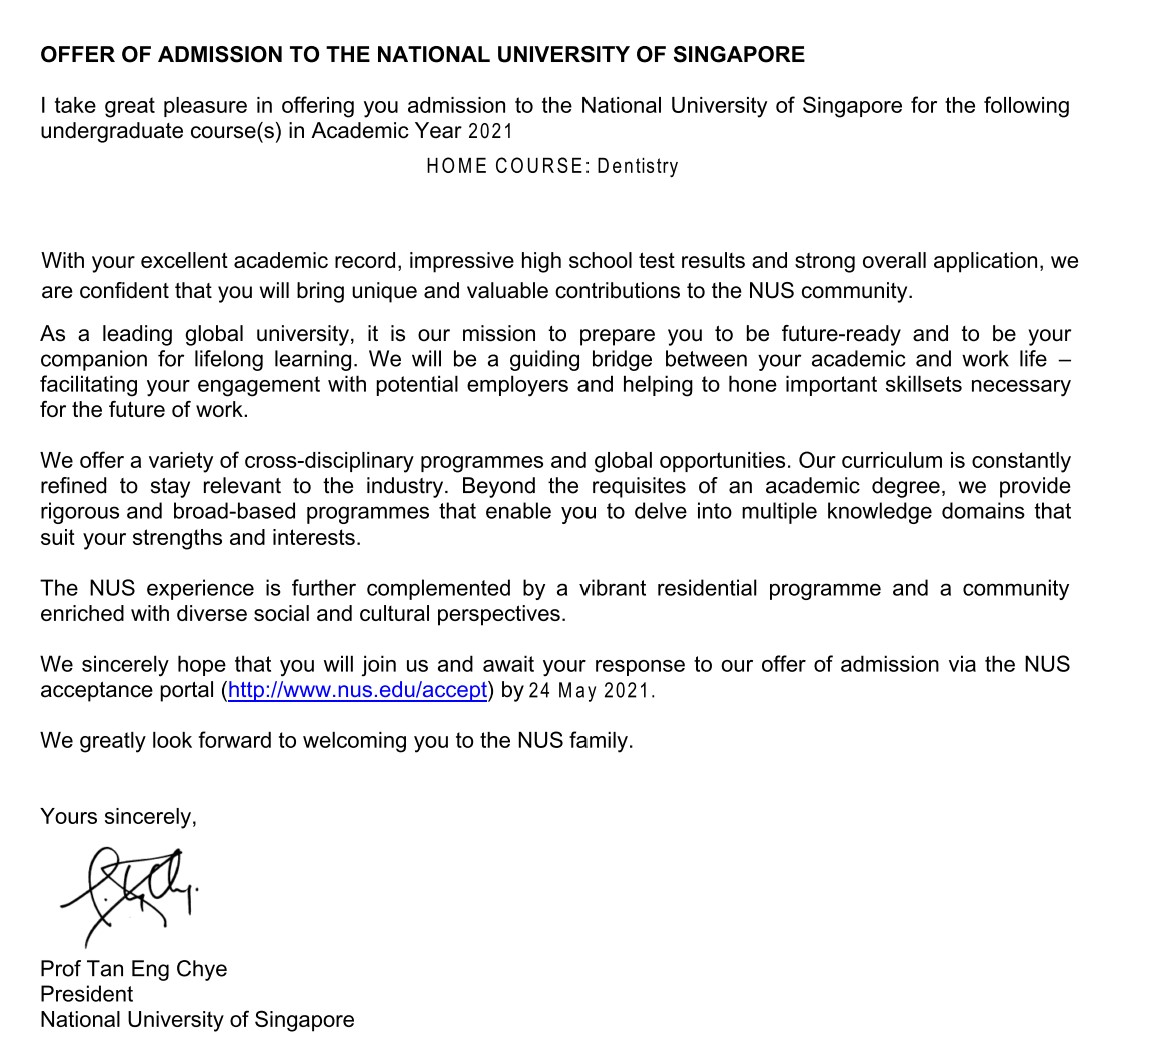 OFFER OF ADMISSION TO THE NATIONAL UNIVERSITY OF SINGAPORE
I take great pleasure in offering you admission to the National University of Singapore for the following
undergraduate course(s) in Academic Year 2021
HOME COURSE: Dentistry
With your excellent academic record, impressive high school test results and strong overall application, we
are confident that you will bring unique and valuable contributions to the NUS community.
As a leading global university, it is our mission to prepare you to be future-ready and to be your
companion for lifelong learning. We will be a guiding bridge between your academic and work life –
facilitating your engagement with potential employers and helping to hone important skillsets necessary
for the future of work.
We offer a variety of cross-disciplinary programmes and global opportunities. Our curriculum is constantly
refined to stay relevant to the industry. Beyond the requisites of an academic degree, we provide
rigorous and broad-based programmes that enable you to delve into multiple knowledge domains that
suit your strengths and interests.
The NUS experience is further complemented by a vibrant residential programme and a community
enriched with diverse social and cultural perspectives.
We sincerely hope that you will join us and await your response to our offer of admission via the NUS
acceptance portal (http://www.nus.edu/accept) by 24 May 2021.
We greatly look forward to welcoming you to the NUS family.
Yours sincerely,
Prof Tan Eng Chye
President
National University of Singapore